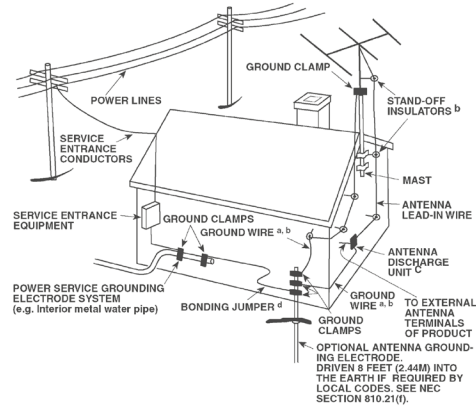 GROUND CLAMP
POWER LINES
STAND-OFF
INSULATORS b
SERVICE
ENTRANCE
CONDUCTORS
MAST
ANTENNA
LEAD-IN WIRE
SERVICE ENTRANCE
EQUIPMENT
GROUND CLAMPS
GROUND WIRE a, b
ANTENNA
DISCHARGE
UNIT C
POWER SERVICE GROUNDING
ELECTRODE SYSTEM
(e.g. Interior metal water pipe)
BONDING JUMPER d
GROUND
WIRE a, b
TO EXTERNAL
ANTENNA
TERMINALS
OF PRODUCT
GROUND
CLAMPS
OPTIONAL ANTENNA GROUND-
ING ELECTRODE.
DRIVEN 8 FEET (2.44M) INTO
THE EARTH IF REQUIRED BY
LOCAL CODES. SEE NEC
SECTION 810.21(f).